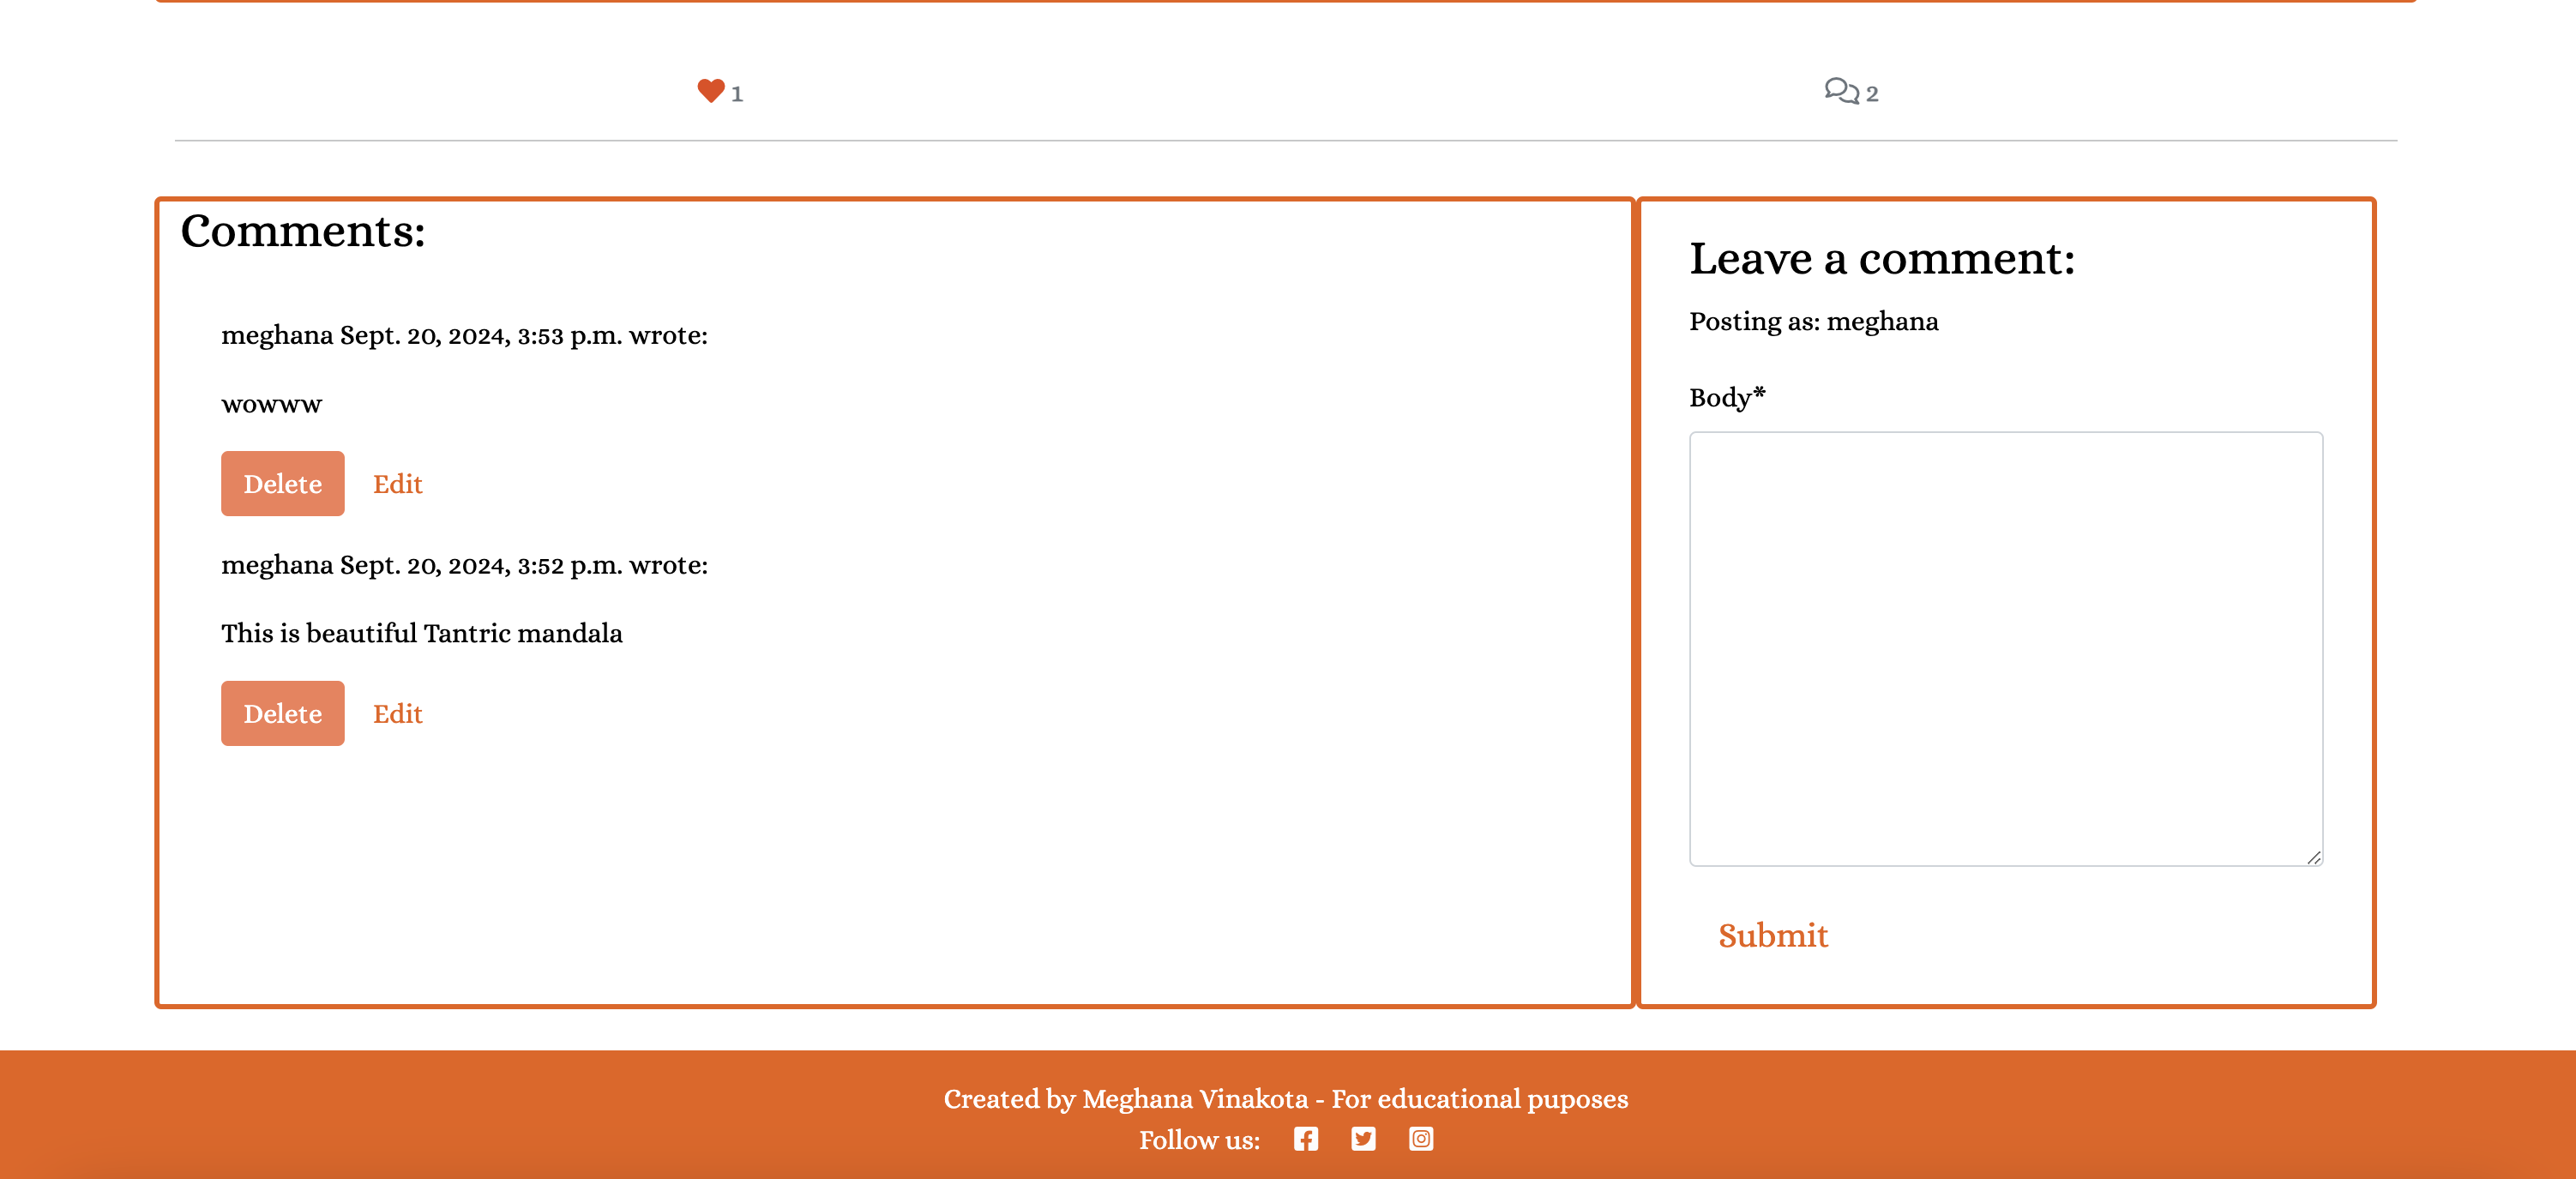 1
2
Comments:
meghana Sept. 20, 2024, 3:53 p.m. wrote:
wowww
Delete Edit
meghana Sept. 20, 2024, 3:52 p.m. wrote:
This is beautiful Tantric mandala
Delete Edit
Leave a comment:
Posting as: meghana
Body*
Submit
Created by Meghana Vinakota - For educational puposes
Follow us: